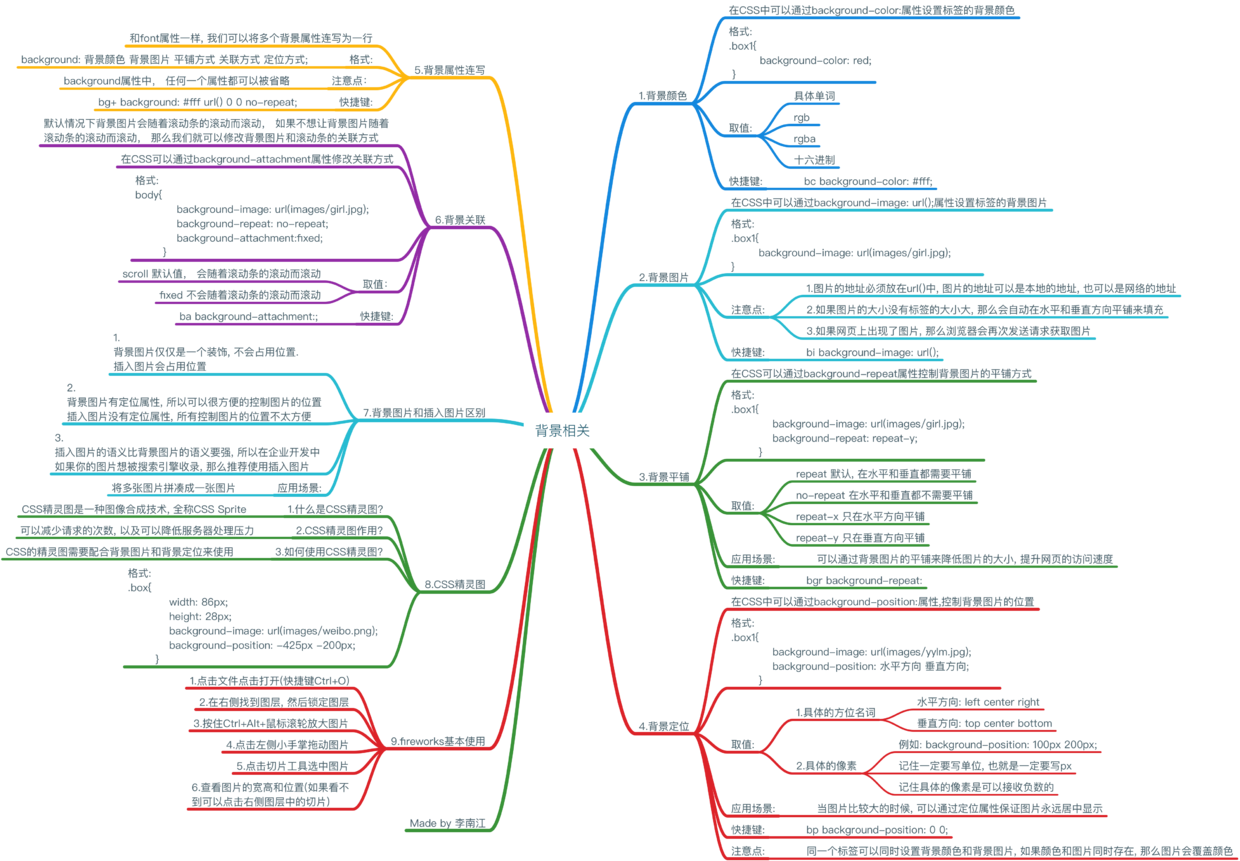 背景相关
1.背景颜色
在CSS中可以通过background-color:属性设置标签的背景颜色
格式:
.box1{
background-color: red;
}
取值:
具体单词
rgb
rgba
十六进制
快捷键:
bc background-color: #fff;
2.背景图片
在CSS中可以通过background-image: url();属性设置标签的背景图片
格式:
.box1{
background-image: url(images/girl.jpg);
}
注意点:
1.图片的地址必须放在url()中, 图片的地址可以是本地的地址, 也可以是网络的地址
2.如果图片的大小没有标签的大小大, 那么会自动在水平和垂直方向平铺来填充
3.如果网页上出现了图片, 那么浏览器会再次发送请求获取图片
快捷键:
bi background-image: url();
3.背景平铺
在CSS可以通过background-repeat属性控制背景图片的平铺方式
格式:
.box1{
background-image: url(images/girl.jpg);
background-repeat: repeat-y;
}
取值:
repeat 默认, 在水平和垂直都需要平铺
no-repeat 在水平和垂直都不需要平铺
repeat-x 只在水平方向平铺
repeat-y 只在垂直方向平铺
应用场景:
可以通过背景图片的平铺来降低图片的大小, 提升网页的访问速度
快捷键:
bgr background-repeat:
4.背景定位
在CSS中可以通过background-position:属性,控制背景图片的位置
格式:
.box1{
background-image: url(images/yylm.jpg);
background-position: 水平方向 垂直方向;
}
取值:
1.具体的方位名词
水平方向: left center right
垂直方向: top center bottom
2.具体的像素
例如: background-position: 100px 200px;
记住一定要写单位, 也就是一定要写px
记住具体的像素是可以接收负数的
应用场景:
当图片比较大的时候, 可以通过定位属性保证图片永远居中显示
快捷键:
bp background-position: 0 0;
注意点:
同一个标签可以同时设置背景颜色和背景图片, 如果颜色和图片同时存在, 那么图片会覆盖颜色
5.背景属性连写
和font属性一样, 我们可以将多个背景属性连写为一行
格式:
background: 背景颜色 背景图片 平铺方式 关联方式 定位方式;
注意点:
background属性中， 任何一个属性都可以被省略
快捷键:
bg+ background: #fff url() 0 0 no-repeat;
6.背景关联
默认情况下背景图片会随着滚动条的滚动而滚动， 如果不想让背景图片随着
滚动条的滚动而滚动， 那么我们就可以修改背景图片和滚动条的关联方式
在CSS可以通过background-attachment属性修改关联方式
格式:
body{
background-image: url(images/girl.jpg);
background-repeat: no-repeat;
background-attachment:fixed;
}
取值:
scroll 默认值， 会随着滚动条的滚动而滚动
fixed 不会随着滚动条的滚动而滚动
快捷键:
ba background-attachment:;
7.背景图片和插入图片区别
1.
背景图片仅仅是一个装饰, 不会占用位置.
插入图片会占用位置
2.
背景图片有定位属性, 所以可以很方便的控制图片的位置
插入图片没有定位属性, 所有控制图片的位置不太方便
3.
插入图片的语义比背景图片的语义要强, 所以在企业开发中
如果你的图片想被搜索引擎收录, 那么推荐使用插入图片
应用场景:
将多张图片拼凑成一张图片
8.CSS精灵图
1.什么是CSS精灵图?
CSS精灵图是一种图像合成技术, 全称CSS Sprite
2.CSS精灵图作用?
可以减少请求的次数, 以及可以降低服务器处理压力
3.如何使用CSS精灵图?
CSS的精灵图需要配合背景图片和背景定位来使用
格式:
.box{
width: 86px;
height: 28px;
background-image: url(images/weibo.png);
background-position: -425px -200px;
}
9.fireworks基本使用
1.点击文件点击打开(快捷键Ctrl+O)
2.在右侧找到图层, 然后锁定图层
3.按住Ctrl+Alt+鼠标滚轮放大图片
4.点击左侧小手掌拖动图片
5.点击切片工具选中图片
6.查看图片的宽高和位置(如果看不
到可以点击右侧图层中的切片)
Made by 李南江